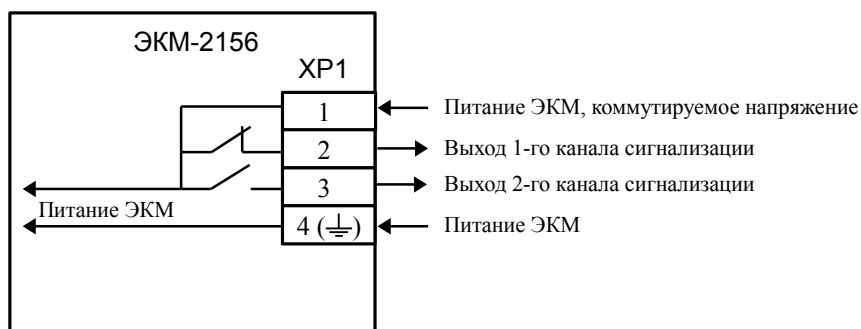 ЭКМ-2156
XP1
1
Питание ЭКМ, коммутируемое напряжение
2
Выход 1-го канала сигнализации
3
Выход 2-го канала сигнализации
Питание ЭКМ
4 (⏚)
Питание ЭКМ